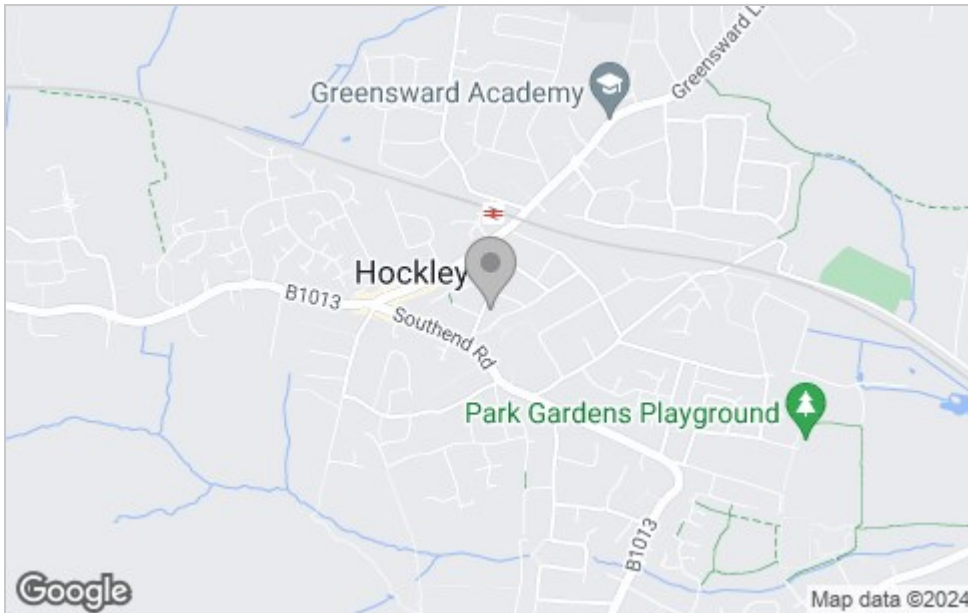 Greensward Academy
Greensward L
Hockley
B1013
Southend Rd
Park Gardens Playground
B1013
Google
Map data ©2024